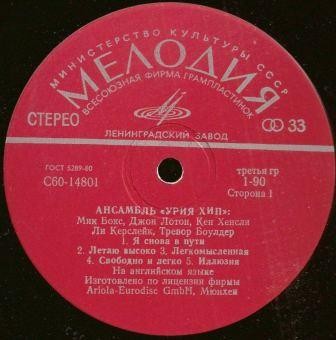 МИНИСТЕРСТВО КУЛЬТУРЫ СССР
МЕЛОДИЯ
ВСЕСОЮЗНАЯ ФИРМА ГРАМПЛАСТИНОК
СТЕРЕО
33
ЛЕНИНГРАДСКИЙ ЗАВОД
ГОСТ 5289-80
С60-14801
третья гр
1-90
Сторона 1
АНСАМБЛЬ «УРИЯ ХИП»:
Мик Бокс, Джон Лотон, Кен Хенсли
Ли Керслейк, Тревор Боулдер
1. Я снова в пути
2. Летаю высоко 3. Легкомысленная
4. Свободно и легко 5. Иллюзия
На английском языке
Изготовлено по лицензии фирмы
Ariola-Eurodisc GmbH, Мюнхен